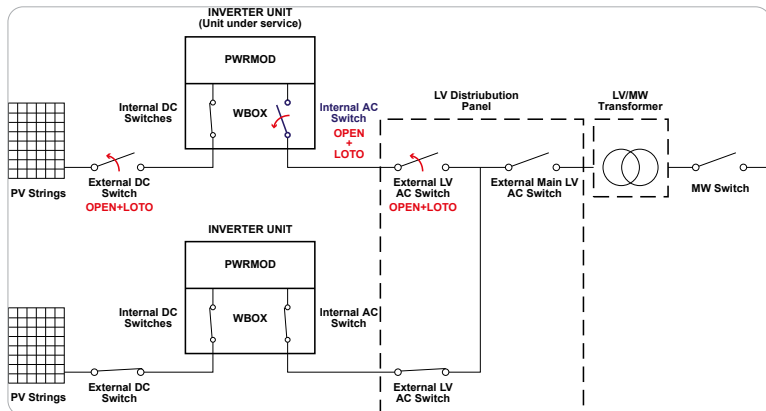 INVERTER UNIT
(Unit under service)
PWRMOD
Internal DC
Switches
WBOX
Internal AC
Switch
OPEN
+
LOTO
LV Distriubution
Panel
LV/MW
Transformer
PV Strings
External DC
Switch
OPEN+LOTO
External LV
AC Switch
OPEN+LOTO
External Main LV
AC Switch
MW Switch
INVERTER UNIT
PWRMOD
Internal DC
Switches
WBOX
Internal AC
Switch
PV Strings
External DC
Switch
External LV
AC Switch